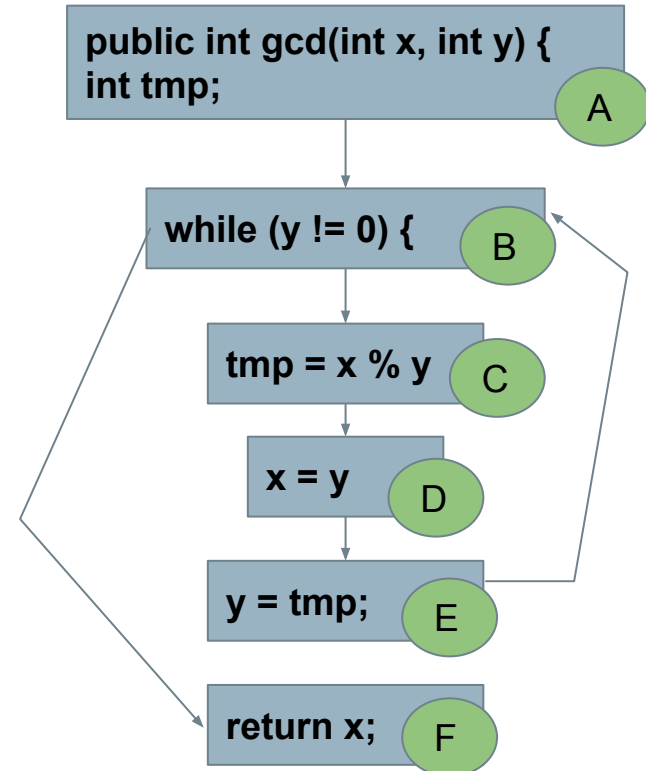 public int gcd(int x, int y) {
int tmp;
A
while (y != 0) {
B
tmp = x % y
C
x = y
D
y = tmp;
E
return x;
F